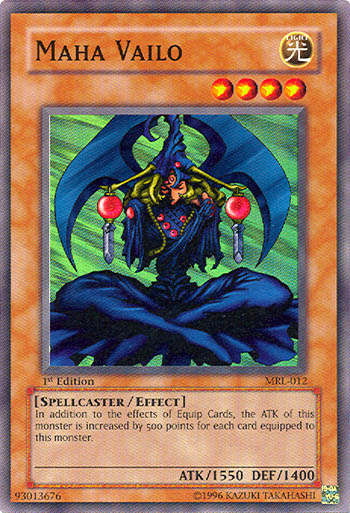 Maha Vailo
LIGHT
光
1st Edition
MRL-012
[Spellcaster / Effect]
In addition to the effects of Equip Cards, the ATK of this
monster is increased by 500 points for each card equipped to
this monster.
ATK/1550 DEF/1400
93013676
©1996 KAZUKI TAKAHASHI